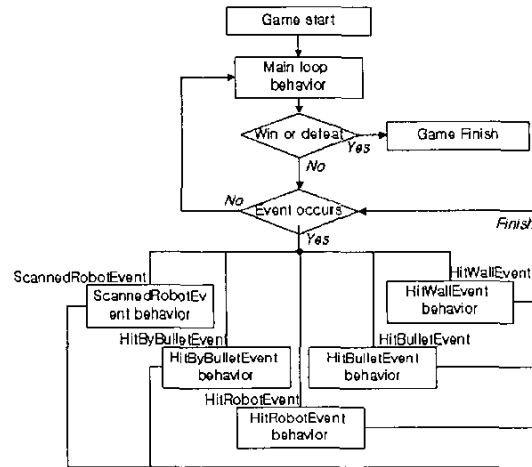 Game start
Main loop
behavior
Win or defeat
Yes
Game Finish
No
No
Event occurs
Finish
Yes
ScannedRobotEvent
HitWallEvent
ScannedRobotEv
ent behavior
HitWallEvent
behavior
HitByBulletEvent
HitBulletEvent
HitByBulletEvent
behavior
HitBulletEvent
behavior
HitRobotEvent
HitRobotEvent
behavior